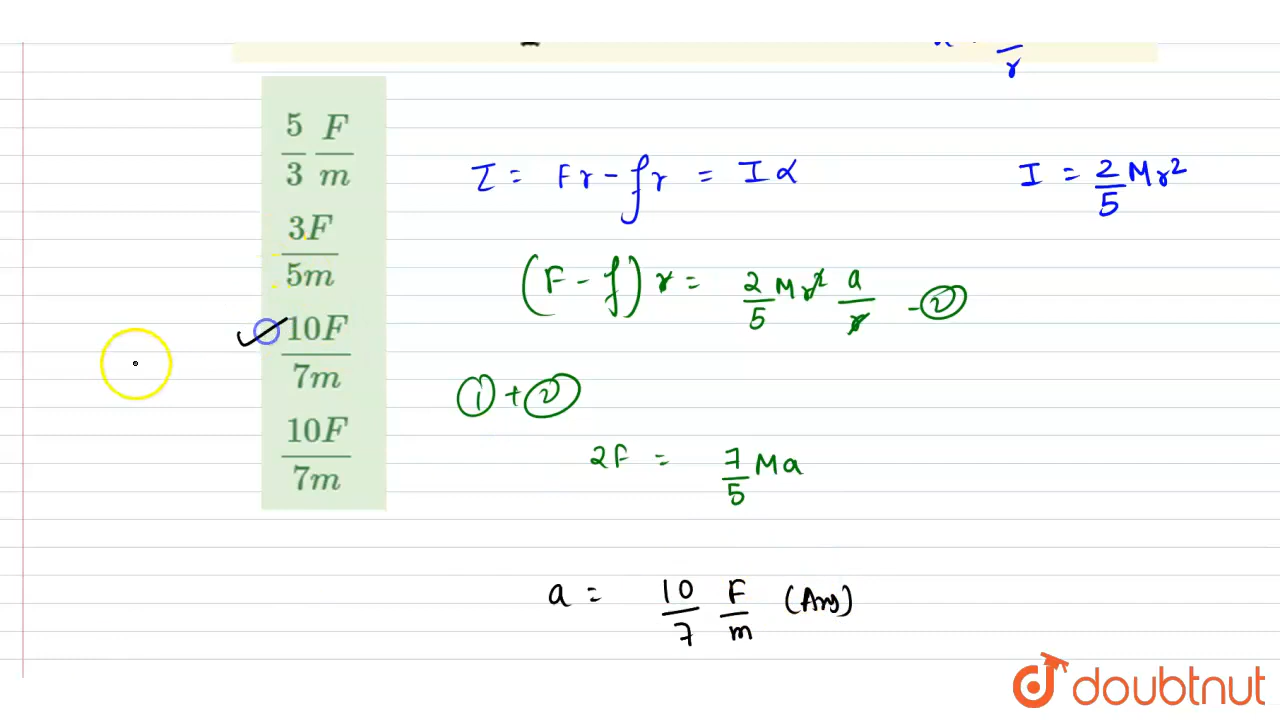 r
5/3 F/m
τ = Fr - fr = Iα
I = 2/5 Mr²
3F/5m
(F - f) r = 2/5 Mr² a/r - ②
10F/7m
① + ②
10F/7m
2F = 7/5 Ma
a = 10/7 F/m (Ans)
doubtnut